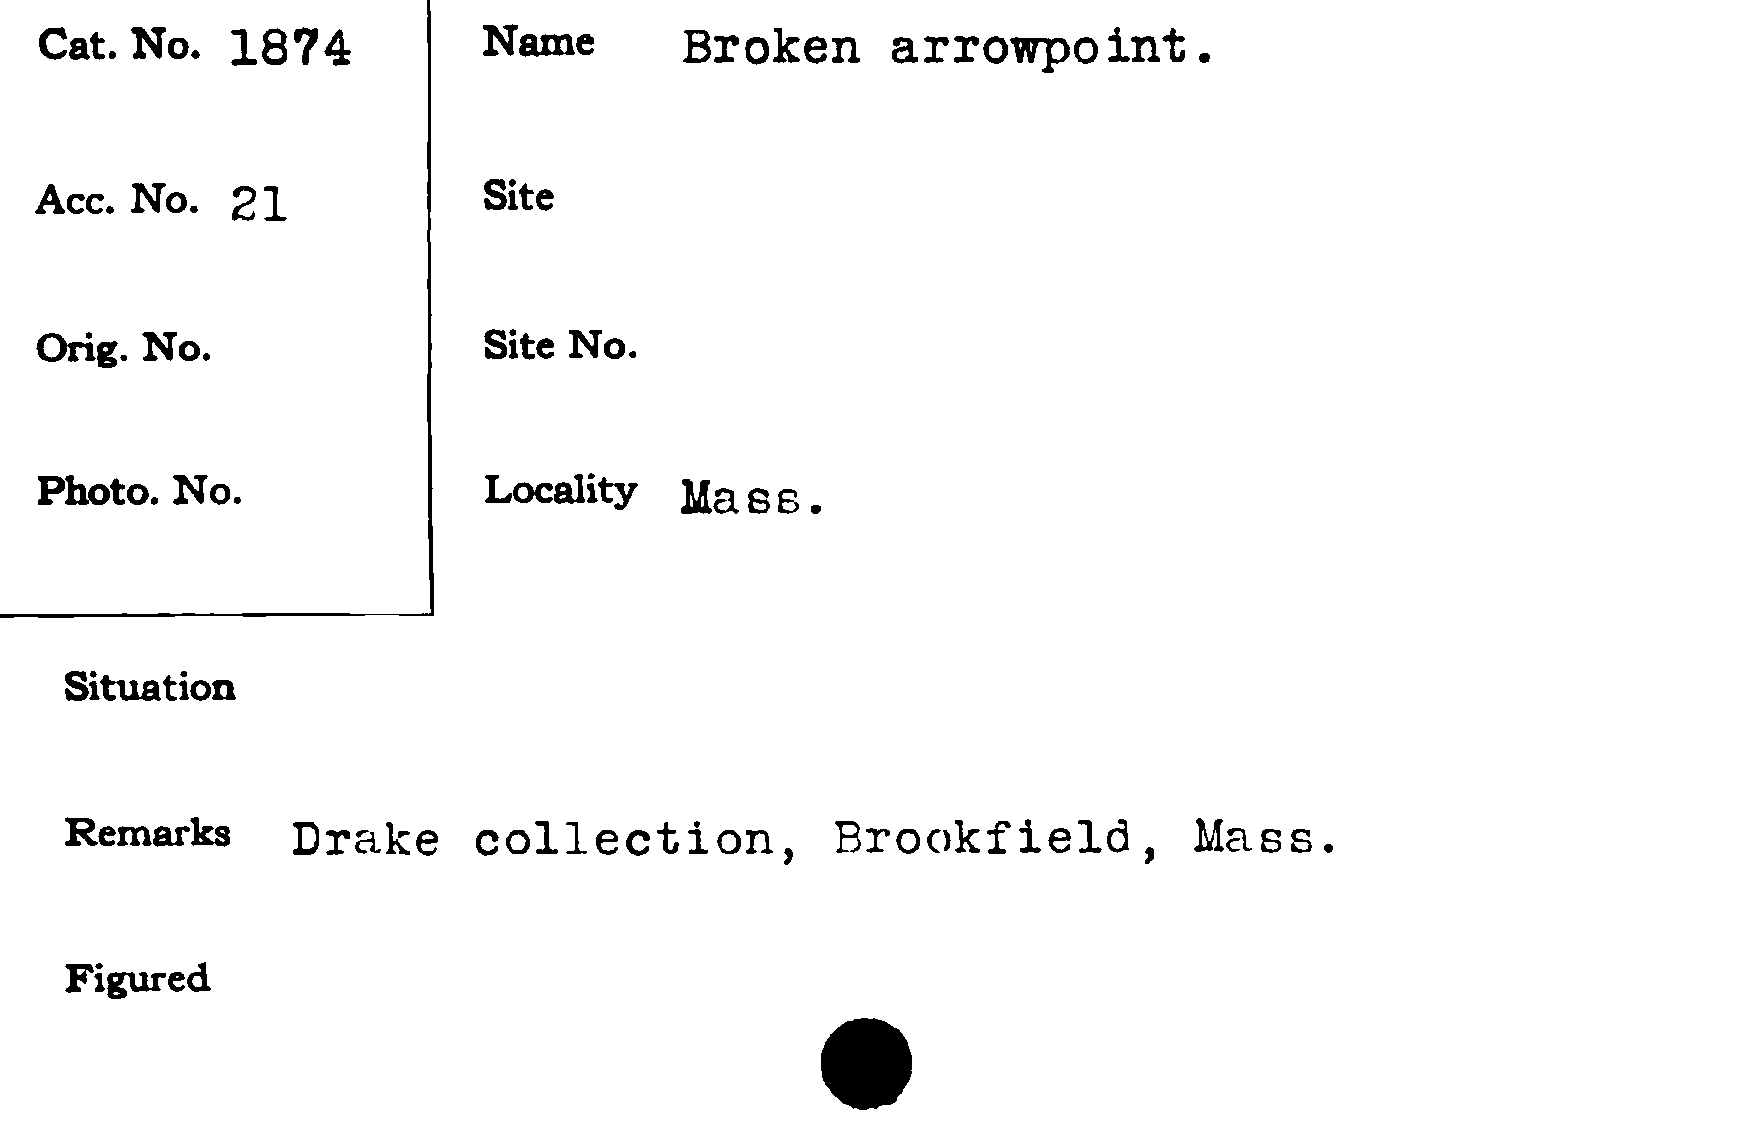 Cat. No. 1874
Name Broken arrowpoint.
Acc. No. 21
Site
Orig. No.
Site No.
Photo. No.
Locality Mass.
Situation
Remarks Drake collection, Brookfield, Mass.
Figured